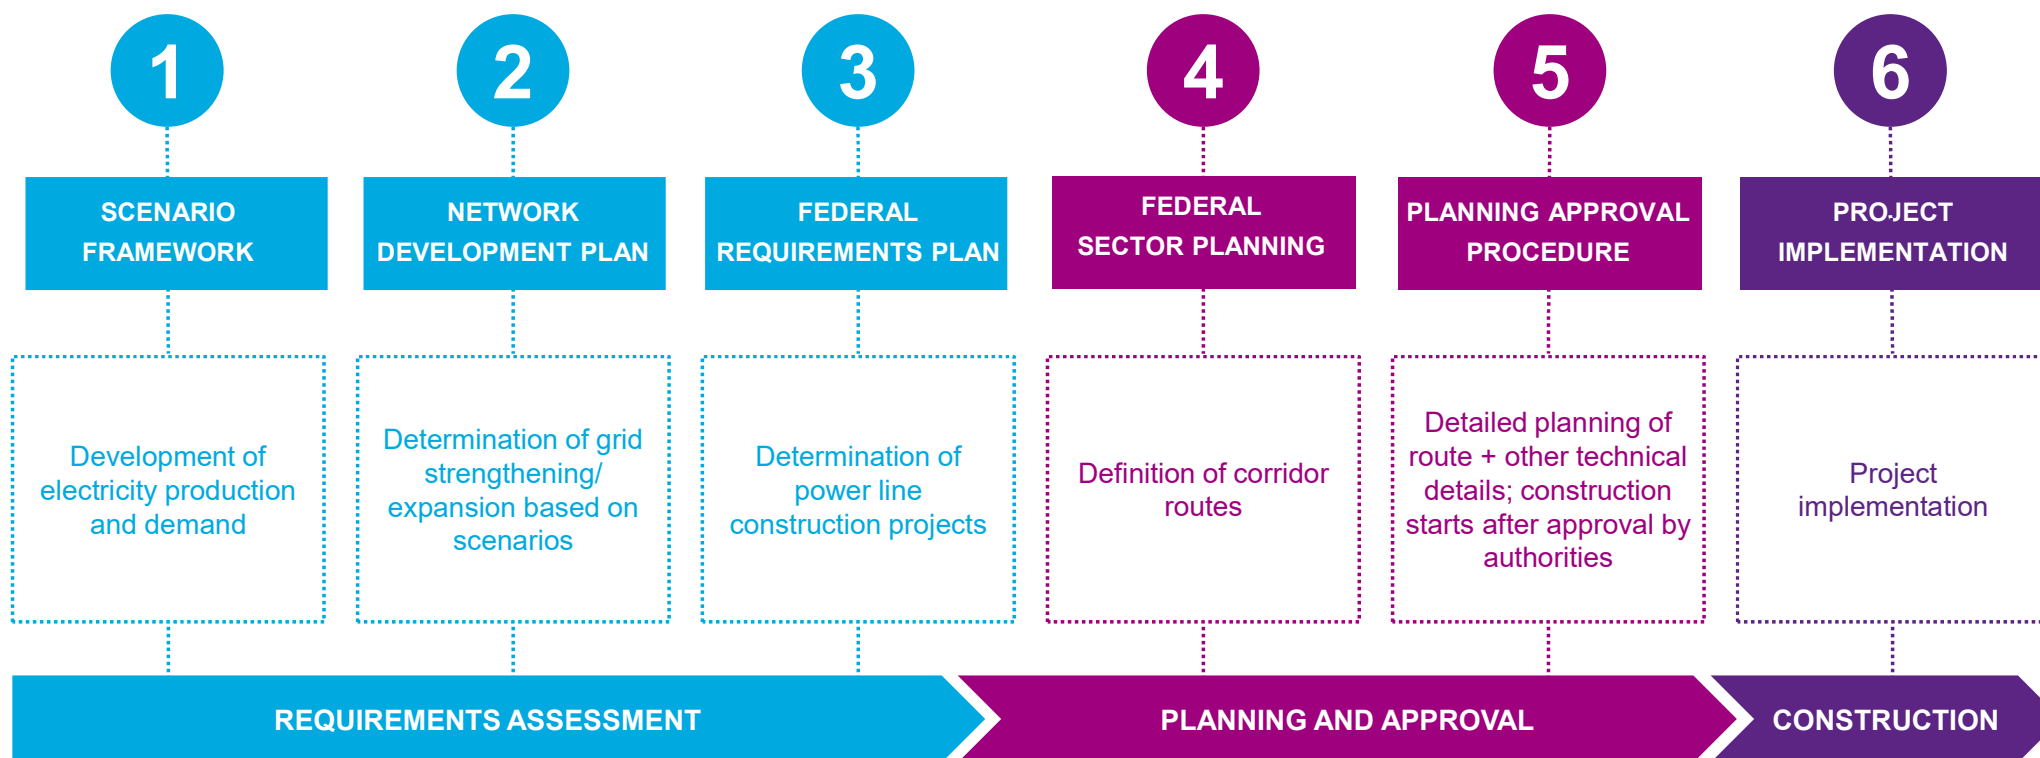 1
SCENARIO
FRAMEWORK
Development of
electricity production
and demand
2
NETWORK
DEVELOPMENT PLAN
Determination of grid
strengthening/
expansion based on
scenarios
3
FEDERAL
REQUIREMENTS PLAN
Determination of
power line
construction projects
4
FEDERAL
SECTOR PLANNING
Definition of corridor
routes
5
PLANNING APPROVAL
PROCEDURE
Detailed planning of
route + other technical
details; construction
starts after approval by
authorities
6
PROJECT
IMPLEMENTATION
Project
implementation
REQUIREMENTS ASSESSMENT
PLANNING AND APPROVAL
CONSTRUCTION